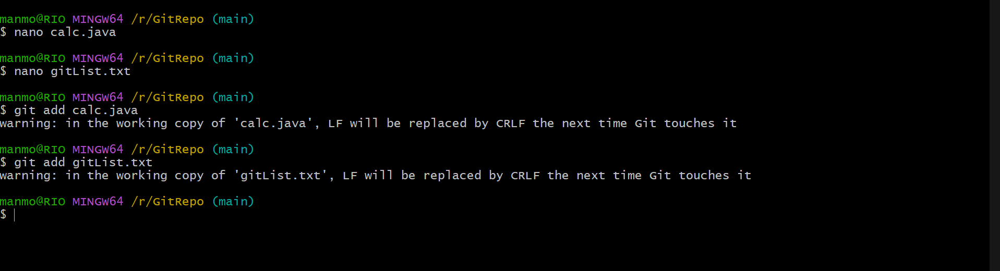 manmo@RIO MINGW64 /r/GitRepo (main)
$ nano calc.java
manmo@RIO MINGW64 /r/GitRepo (main)
$ nano gitList.txt
manmo@RIO MINGW64 /r/GitRepo (main)
$ git add calc.java
warning: in the working copy of 'calc.java', LF will be replaced by CRLF the next time Git touches it
manmo@RIO MINGW64 /r/GitRepo (main)
$ git add gitList.txt
warning: in the working copy of 'gitList.txt', LF will be replaced by CRLF the next time Git touches it
manmo@RIO MINGW64 /r/GitRepo (main)
$